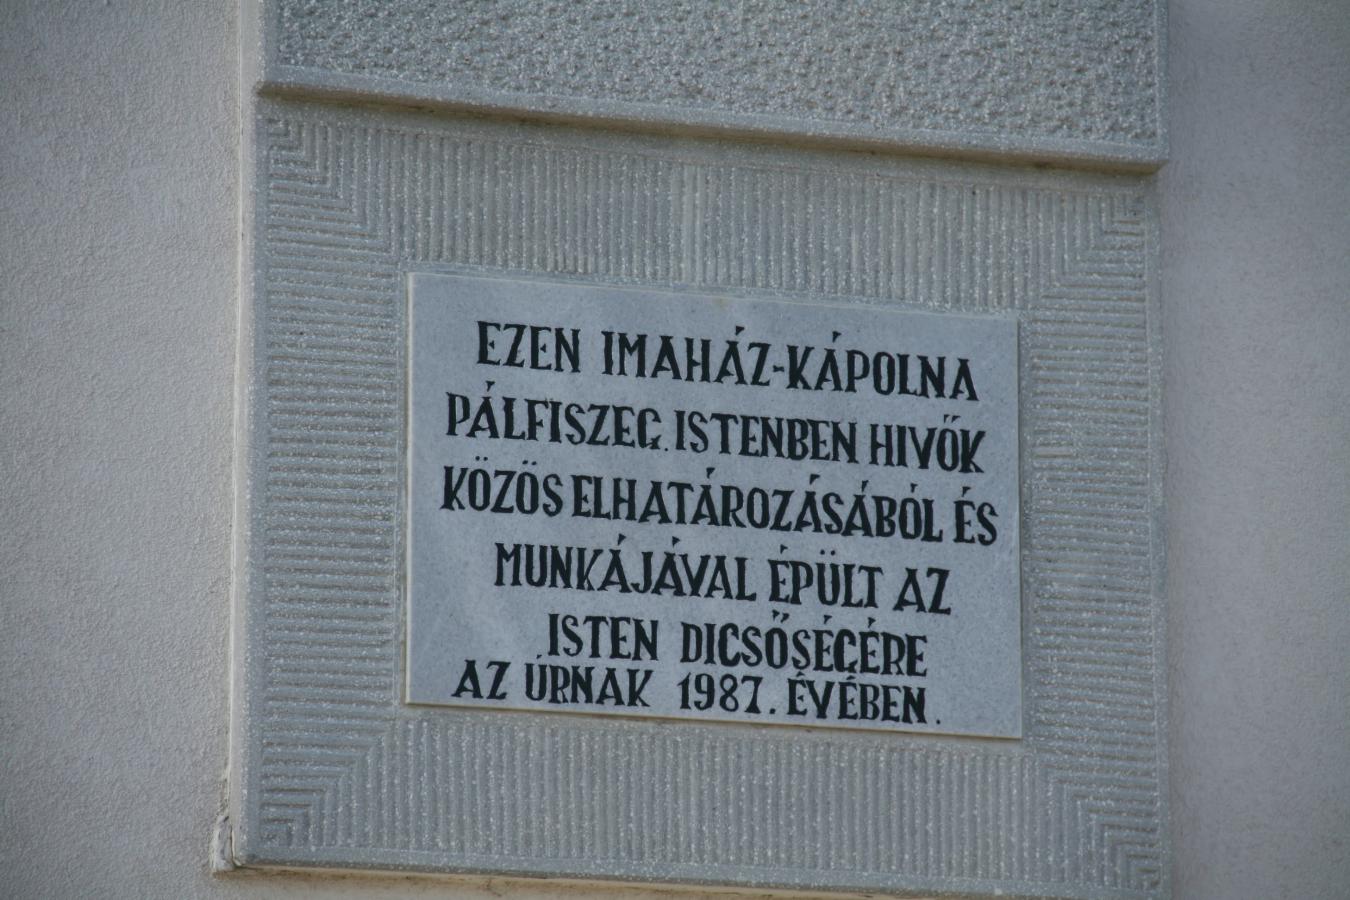 EZEN IMAHÁZ-KÁPOLNA
PÁLFISZEG. ISTENBEN HIVŐK
KÖZÖS ELHATÁROZÁSÁBÓL ÉS
MUNKÁJÁVAL ÉPÜLT AZ
ISTEN DICSŐSÉGÉRE
AZ ÚRNAK 1987. ÉVÉBEN.